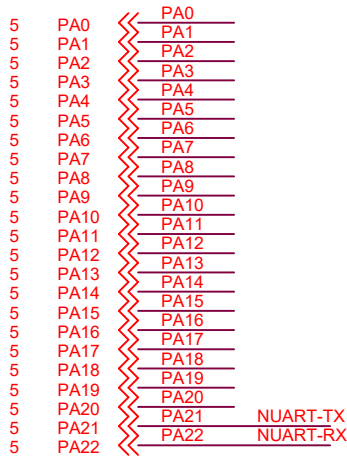 PA0
5 PA0
PA1
5 PA1
PA2
5 PA2
PA3
5 PA3
PA4
5 PA4
PA5
5 PA5
PA6
5 PA6
PA7
5 PA7
PA8
5 PA8
PA9
5 PA9
PA10
5 PA10
PA11
5 PA11
PA12
5 PA12
PA13
5 PA13
PA14
5 PA14
PA15
5 PA15
PA16
5 PA16
PA17
5 PA17
PA18
5 PA18
PA19
5 PA19
PA20
5 PA20
PA21 NUART-TX
5 PA21
PA22 NUART-RX
5 PA22